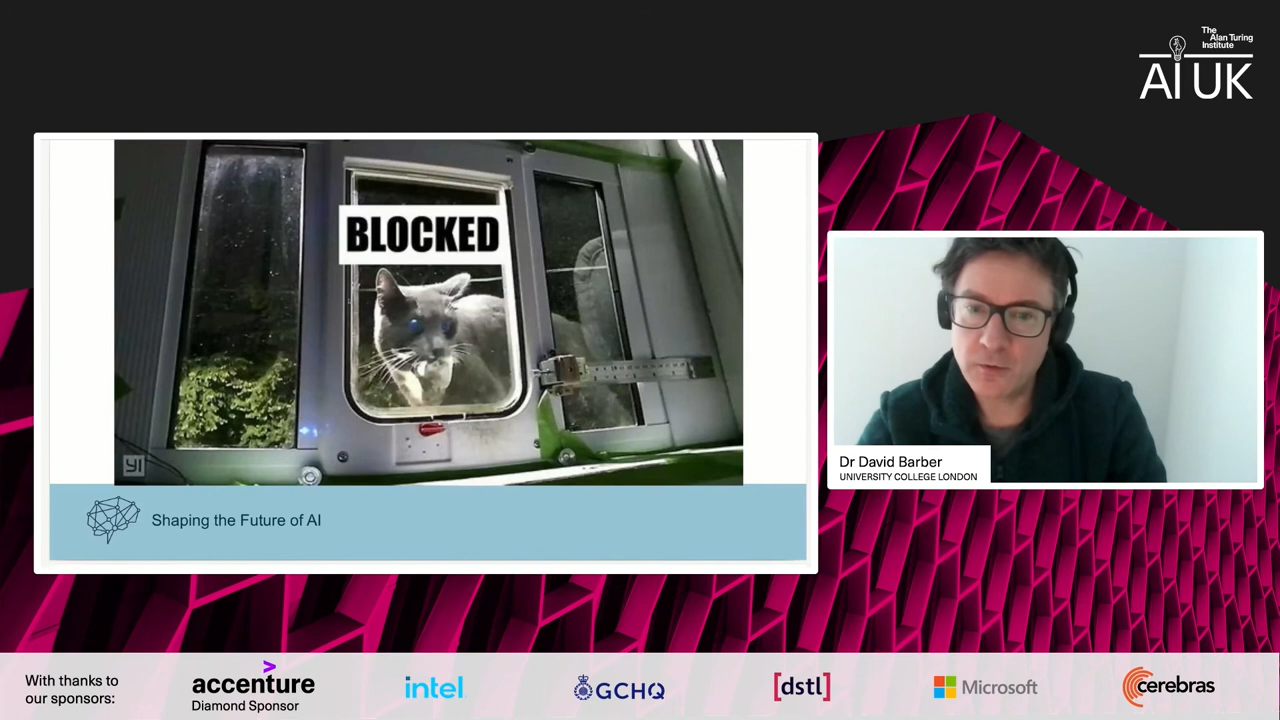 The
Alan Turing
Institute
AI UK
BLOCKED
YI
Shaping the Future of AI
Dr David Barber
UNIVERSITY COLLEGE LONDON
With thanks to
our sponsors:
accenture
Diamond Sponsor
intel
GCHQ
[dstl]
Microsoft
cerebras